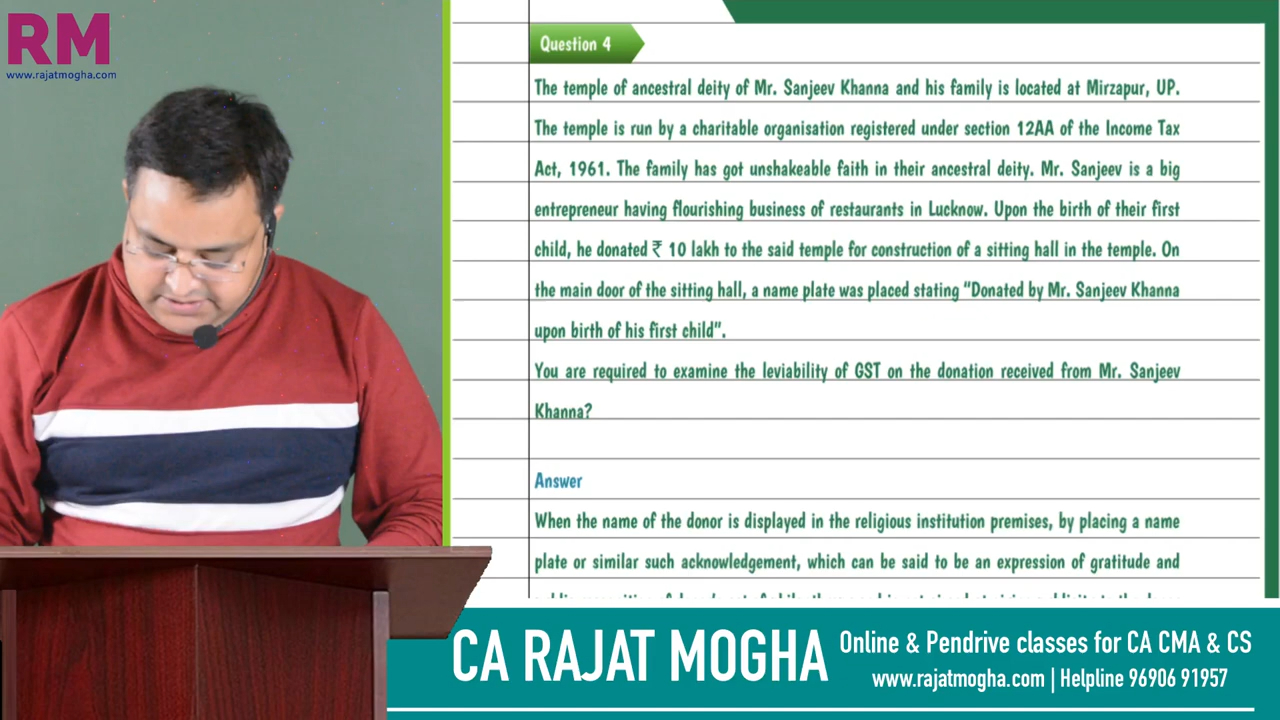 RM
www.rajatmogha.com
Question 4
The temple of ancestral deity of Mr. Sanjeev Khanna and his family is located at Mirzapur, UP.
The temple is run by a charitable organisation registered under section 12AA of the Income Tax
Act, 1961. The family has got unshakeable faith in their ancestral deity. Mr. Sanjeev is a big
entrepreneur having flourishing business of restaurants in Lucknow. Upon the birth of their first
child, he donated ₹ 10 lakh to the said temple for construction of a sitting hall in the temple. On
the main door of the sitting hall, a name plate was placed stating "Donated by Mr. Sanjeev Khanna
upon birth of his first child".
You are required to examine the leviability of GST on the donation received from Mr. Sanjeev
Khanna?
Answer
When the name of the donor is displayed in the religious institution premises, by placing a name
plate or similar such acknowledgement, which can be said to be an expression of gratitude and
CA RAJAT MOGHA
Online & Pendrive classes for CA CMA & CS
www.rajatmogha.com | Helpline 96906 91957